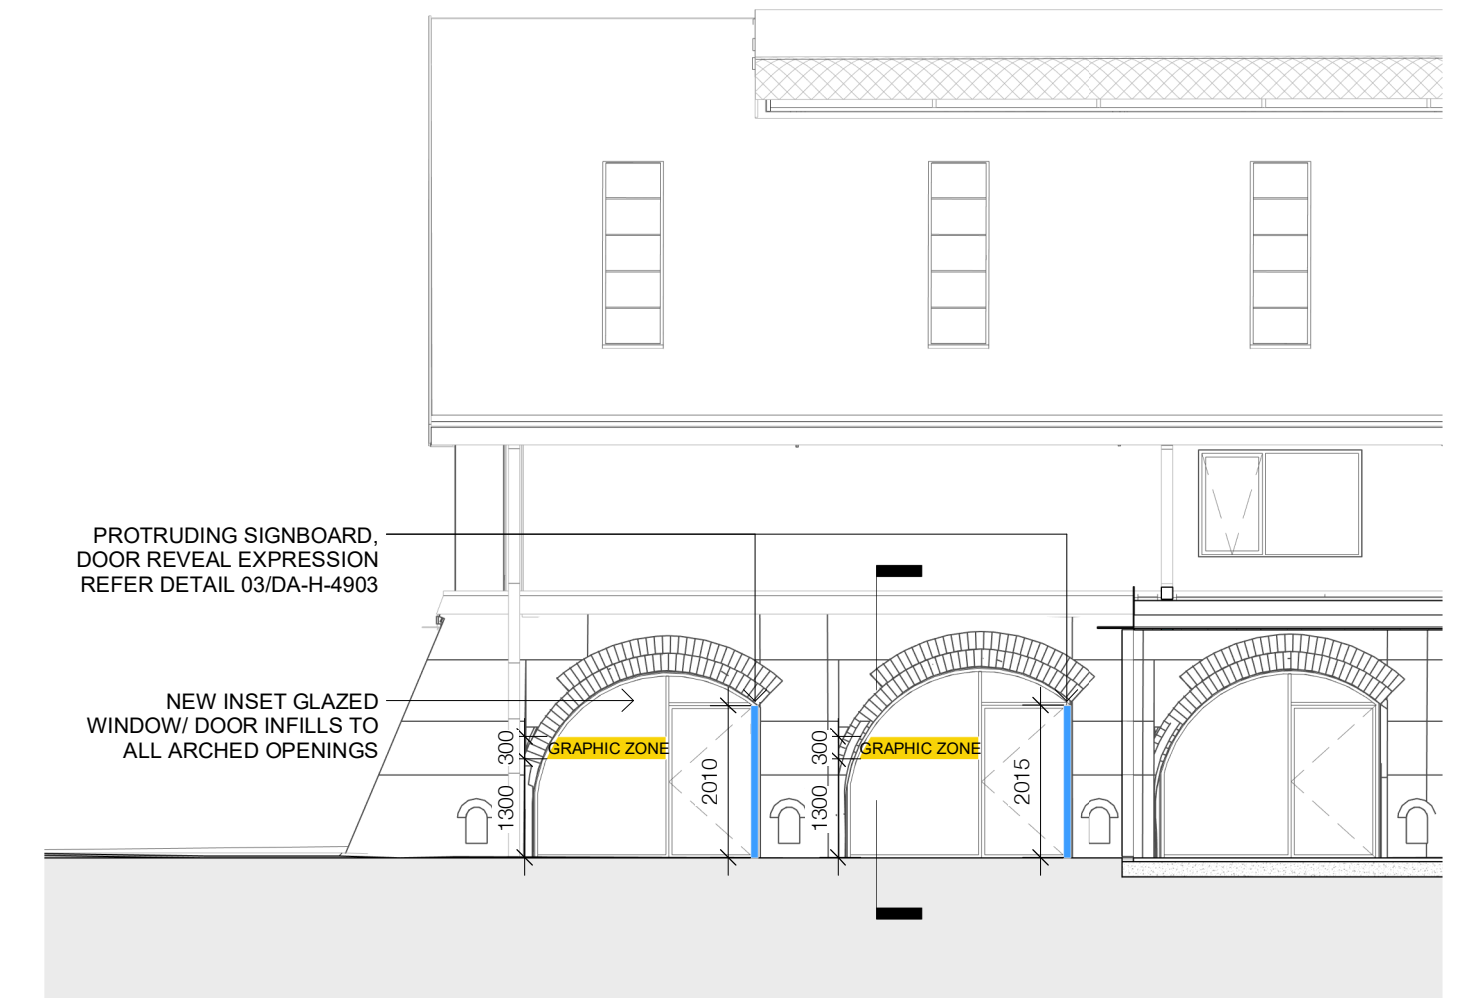 PROTRUDING SIGNBOARD,
DOOR REVEAL EXPRESSION
REFER DETAIL 03/DA-H-4903
NEW INSET GLAZED
WINDOW/ DOOR INFILLS TO
ALL ARCHED OPENINGS
300
GRAPHIC ZONE
1300
2010
300
GRAPHIC ZONE
1300
2015